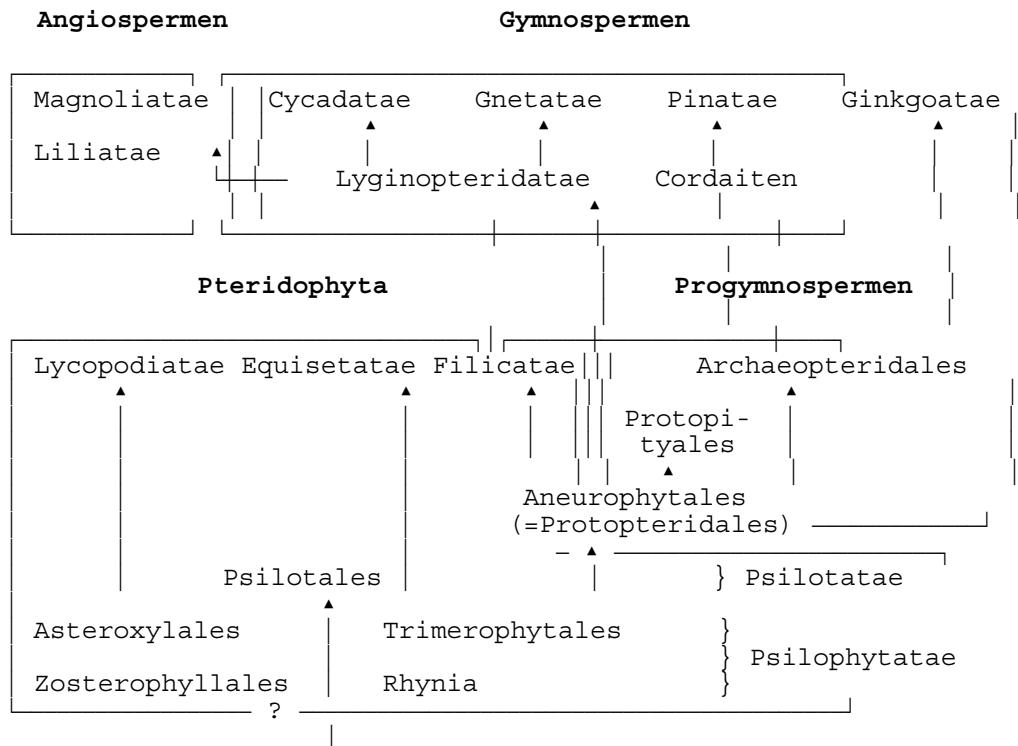 Angiospermen Gymnospermen
Magnoliatae Cycadatae Gnetatae Pinatae Ginkgoatae
Liliatae
Lyginopteridatae Cordaiten
Pteridophyta Progymnospermen
Lycopodiatae Equisetatae Filicatae Archaeopteridales
Protopi-
tyales
Aneurophytales
(=Protopteridales)
Psilotales } Psilotatae
Asteroxylales Trimerophytales }
} Psilophytatae
Zosterophyllales Rhynia }
?